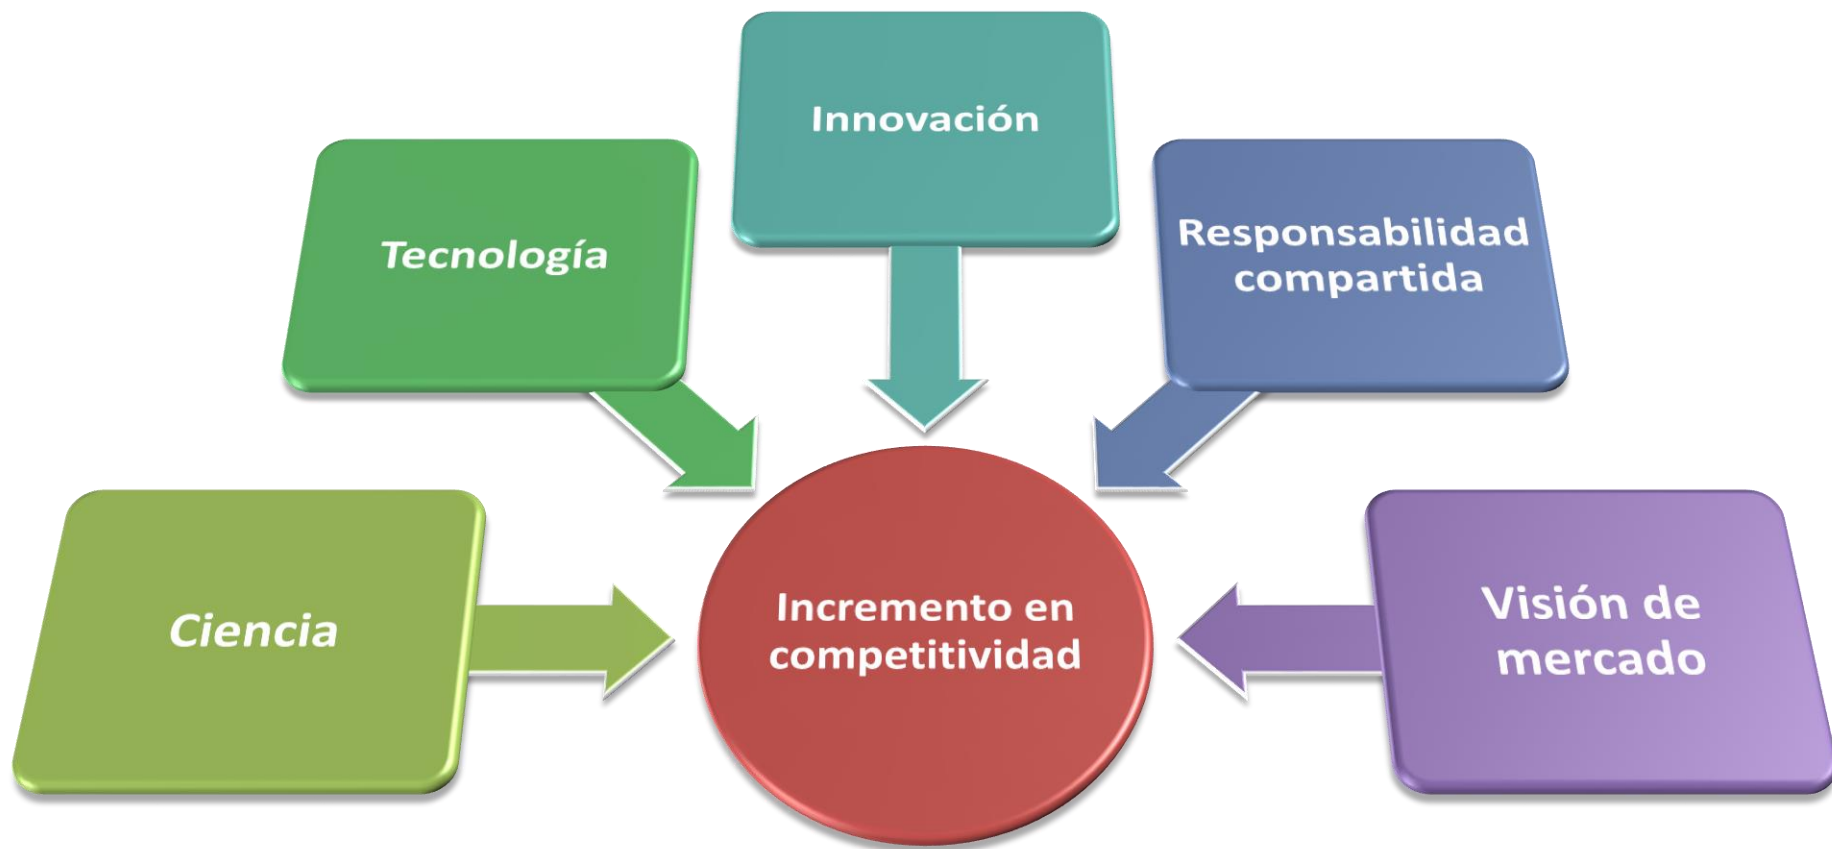 Innovación
Tecnología
Responsabilidad
compartida
Ciencia
Incremento en
competitividad
Visión de
mercado